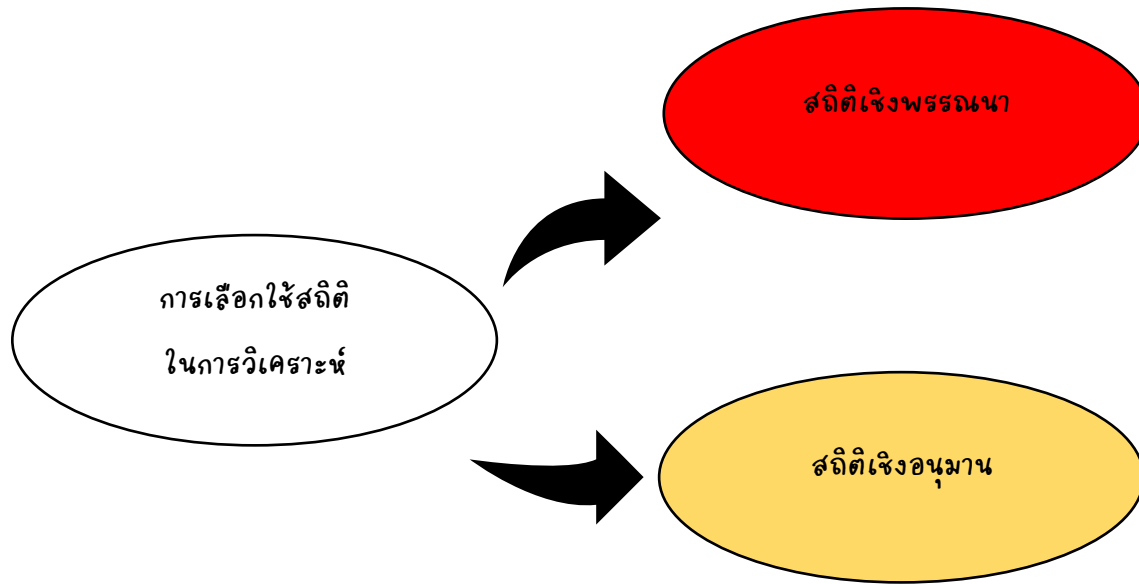 สถิติเชิงพรรณนา
การเลือกใช้สถิติ
ในการวิเคราะห์
สถิติเชิงอนุมาน